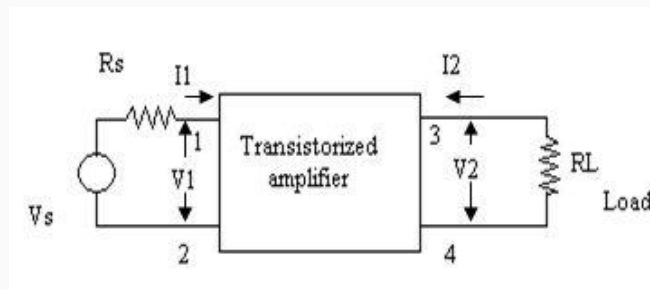 Rs
I1
I2
1
Transistorized
amplifier
3
V1
V2
RL
Vs
Load
2
4